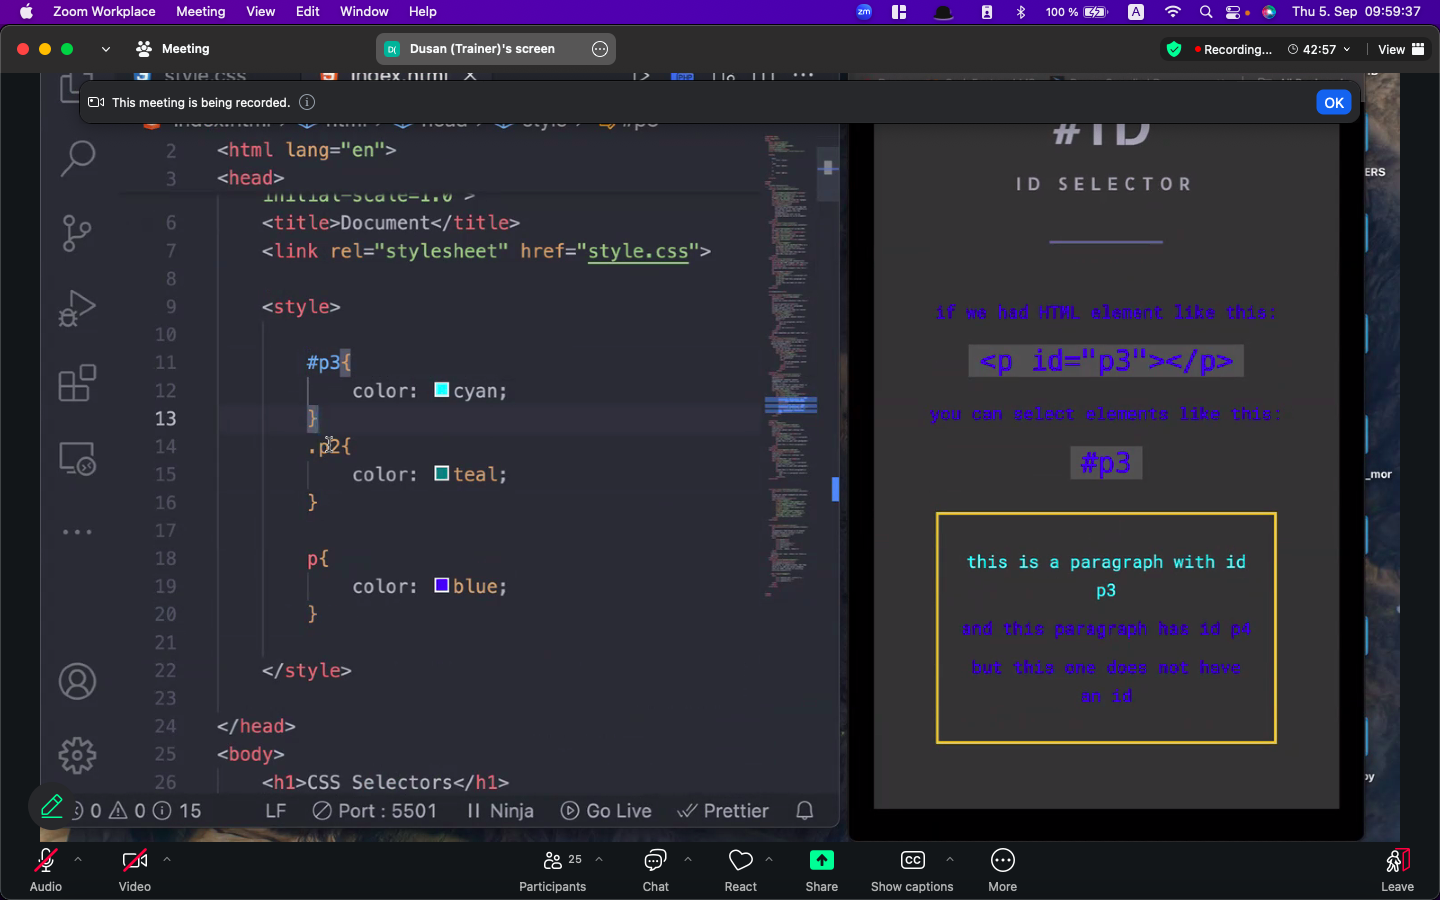 Zoom Workplace Meeting View Edit Window Help
zm 100 % A Thu 5. Sep 09:59:37
Meeting
D( Dusan (Trainer)'s screen
Recording... 42:57 View
This meeting is being recorded.
OK
style.css index.html
2 <html lang="en">
3 <head>
initial-scale=1.0">
6 <title>Document</title>
7 <link rel="stylesheet" href="style.css">
8
9 <style>
10
11 #p3{
12 color: cyan;
13 }
14 .p2{
15 color: teal;
16 }
17
18 p{
19 color: blue;
20 }
21
22 </style>
23
24 </head>
25 <body>
26 <h1>CSS Selectors</h1>
0 0 15 LF Port : 5501 Ninja Go Live Prettier
#ID
ID SELECTOR
if we had HTML element like this:
<p id="p3"></p>
you can select elements like this:
#p3
this is a paragraph with id
p3
and this paragraph has id p4
but this one does not have
an id
ERS
_mor
Audio Video Participants 25 Chat React Share CC Show captions More Leave